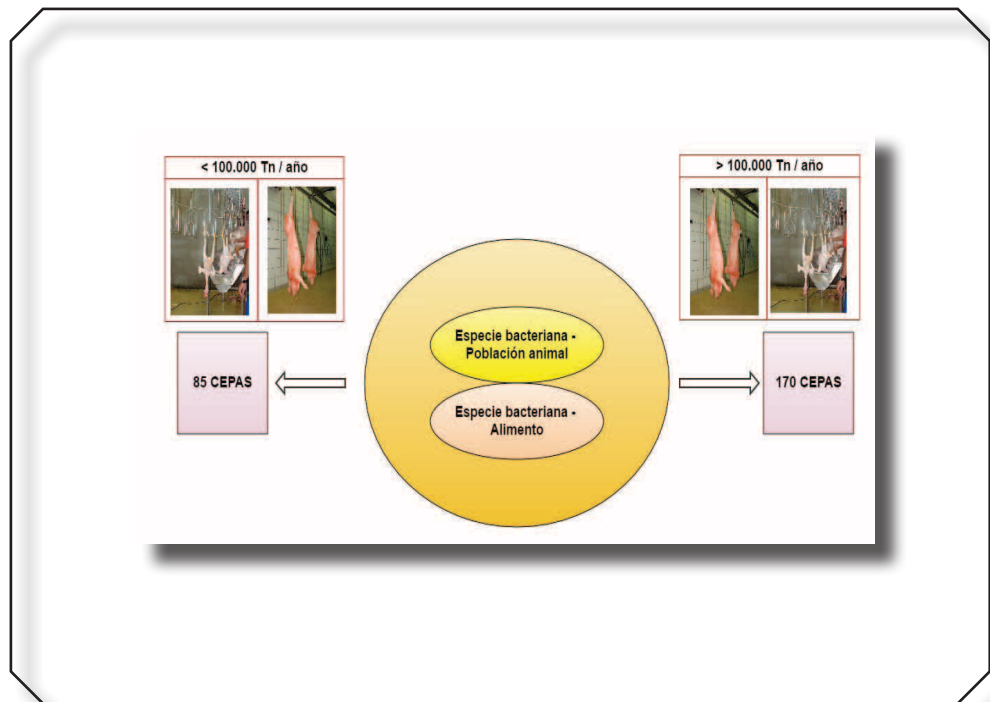 < 100.000 Tn / año
> 100.000 Tn / año
Especie bacteriana -
Población animal
85 CEPAS
170 CEPAS
Especie bacteriana -
Alimento